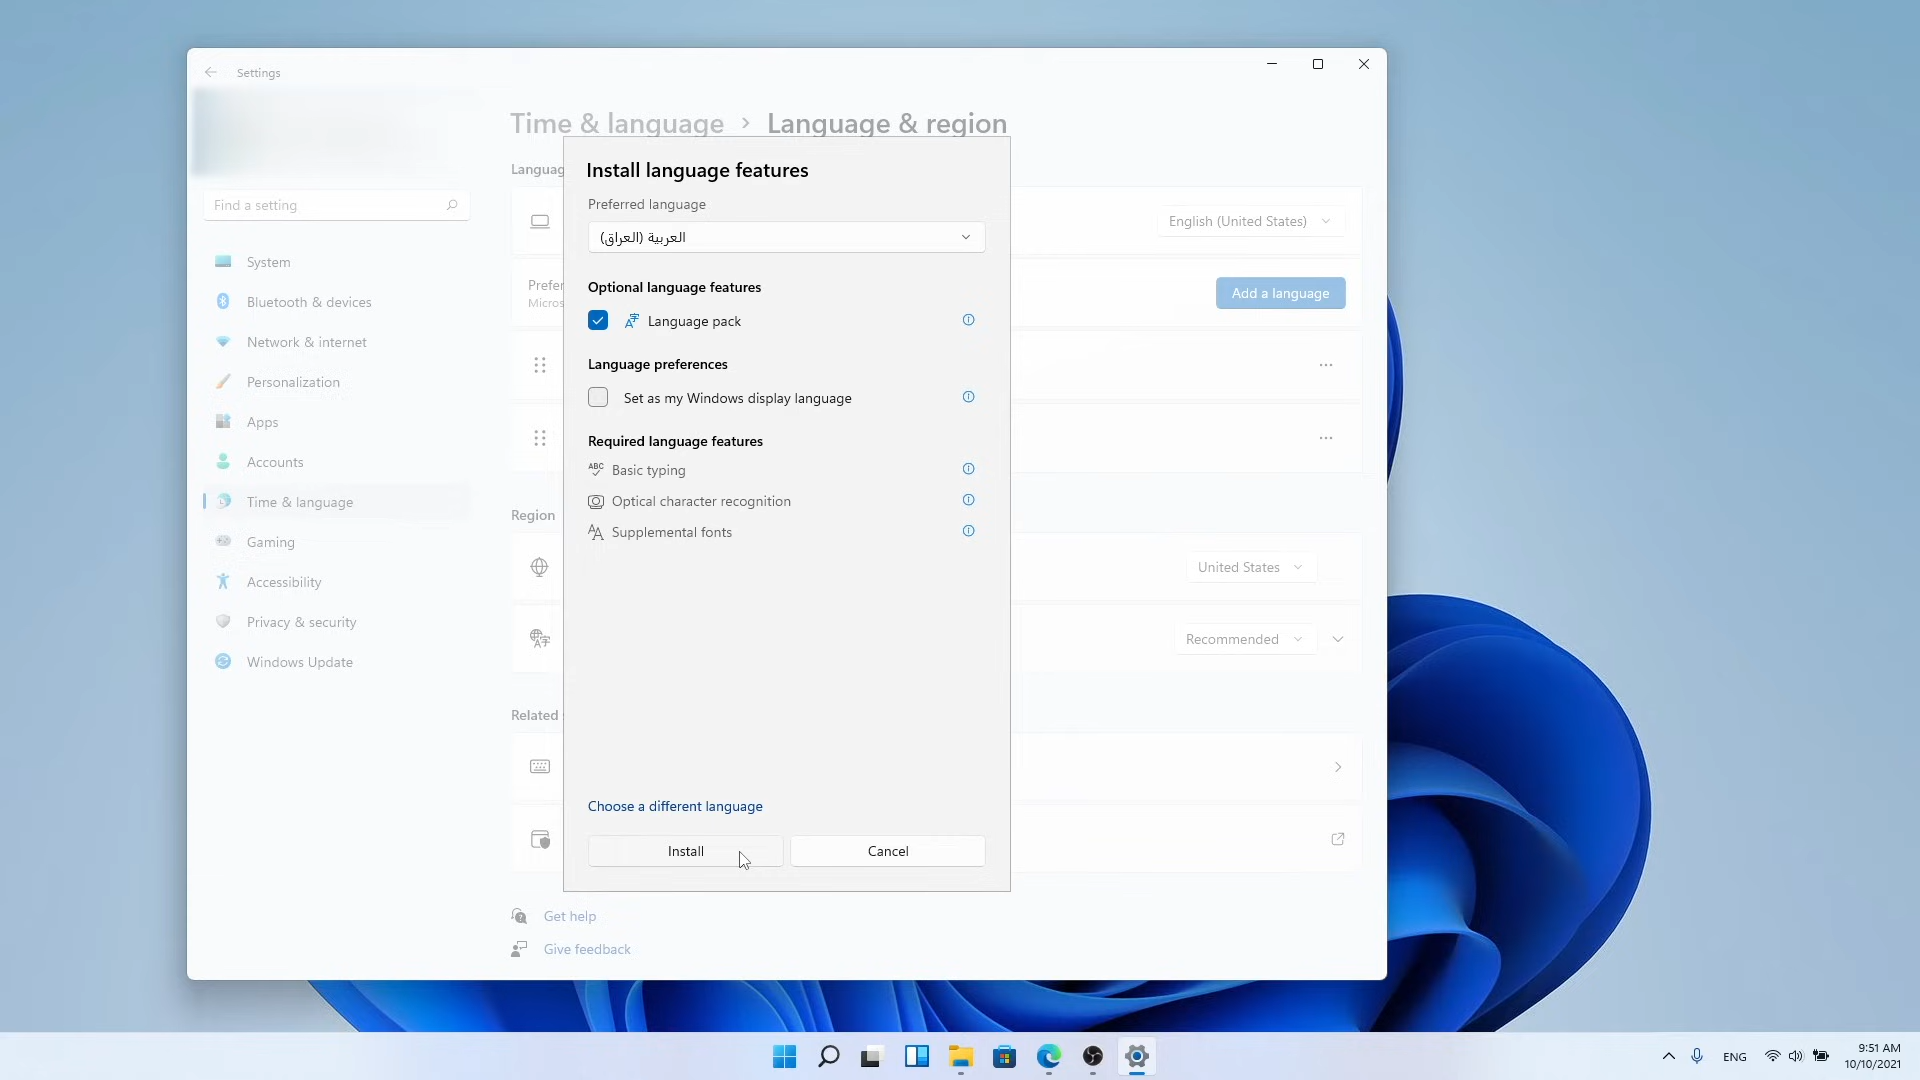 Settings
Time & language > Language & region
Find a setting
System
Bluetooth & devices
Network & internet
Personalization
Apps
Accounts
Time & language
Gaming
Accessibility
Privacy & security
Windows Update
Languag
English (United States)
Prefer
Micros
Add a language
Region
United States
Recommended
Related
Get help
Give feedback
Install language features
Preferred language
العربية (العراق)
Optional language features
Language pack
Language preferences
Set as my Windows display language
Required language features
ABC
Basic typing
Optical character recognition
Supplemental fonts
Choose a different language
Install
Cancel
ENG
9:51 AM
10/10/2021